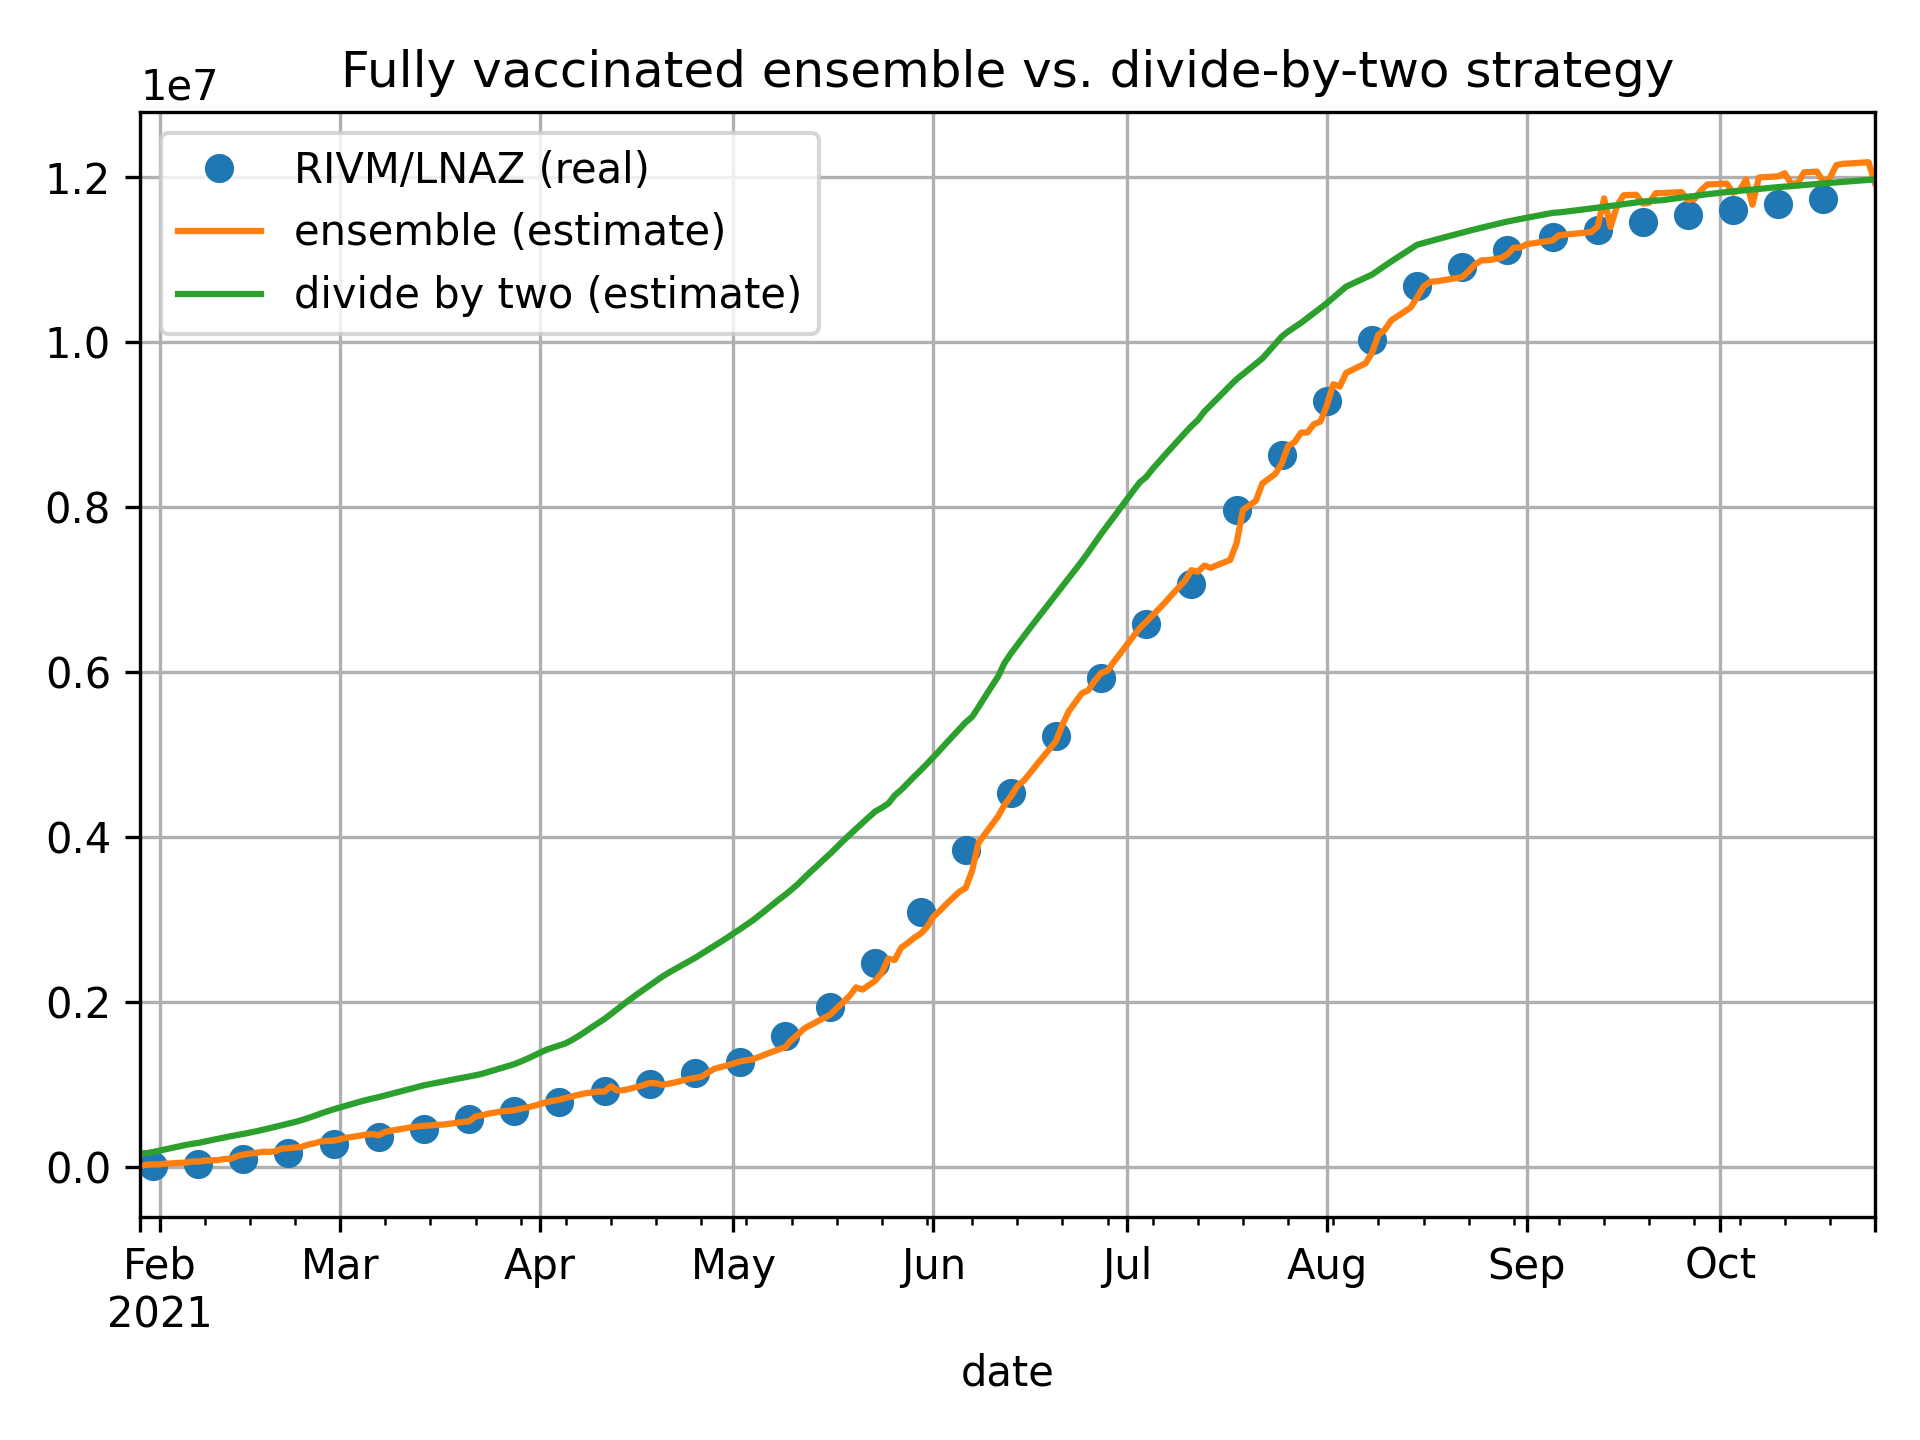 Fully vaccinated ensemble vs. divide-by-two strategy
1e7
RIVM/LNAZ (real)
ensemble (estimate)
divide by two (estimate)
1.2
1.0
0.8
0.6
0.4
0.2
0.0
Feb Mar Apr May Jun Jul Aug Sep Oct
2021
date